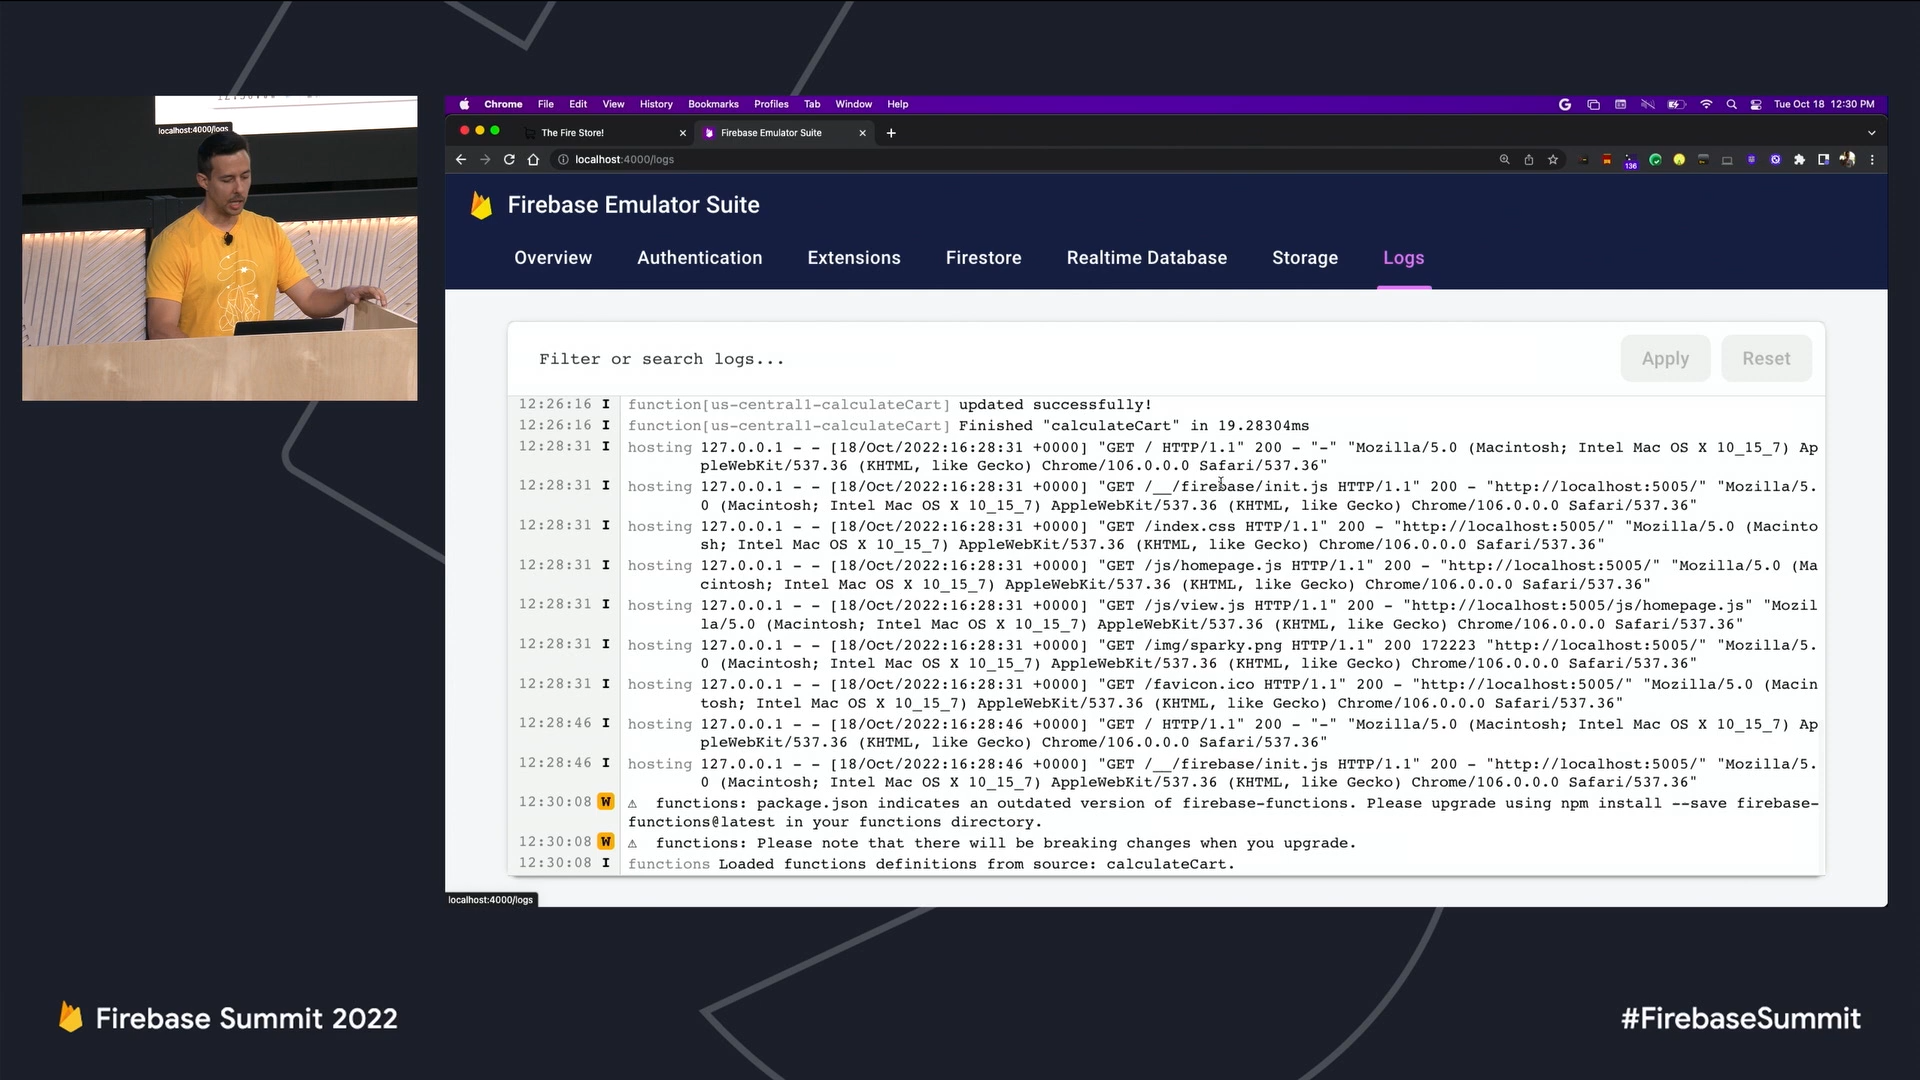 localhost:4000/logs
Chrome File Edit View History Bookmarks Profiles Tab Window Help
Tue Oct 18 12:30 PM
The Fire Store!
Firebase Emulator Suite
localhost:4000/logs
136
Firebase Emulator Suite
Overview Authentication Extensions Firestore Realtime Database Storage Logs
Filter or search logs...
Apply Reset
12:26:16 I function[us-central1-calculateCart] updated successfully!
12:26:16 I function[us-central1-calculateCart] Finished "calculateCart" in 19.28304ms
12:28:31 I hosting 127.0.0.1 - - [18/Oct/2022:16:28:31 +0000] "GET / HTTP/1.1" 200 - "-" "Mozilla/5.0 (Macintosh; Intel Mac OS X 10_15_7) Ap
pleWebKit/537.36 (KHTML, like Gecko) Chrome/106.0.0.0 Safari/537.36"
12:28:31 I hosting 127.0.0.1 - - [18/Oct/2022:16:28:31 +0000] "GET /__/firebase/init.js HTTP/1.1" 200 - "http://localhost:5005/" "Mozilla/5.
0 (Macintosh; Intel Mac OS X 10_15_7) AppleWebKit/537.36 (KHTML, like Gecko) Chrome/106.0.0.0 Safari/537.36"
12:28:31 I hosting 127.0.0.1 - - [18/Oct/2022:16:28:31 +0000] "GET /index.css HTTP/1.1" 200 - "http://localhost:5005/" "Mozilla/5.0 (Macinto
sh; Intel Mac OS X 10_15_7) AppleWebKit/537.36 (KHTML, like Gecko) Chrome/106.0.0.0 Safari/537.36"
12:28:31 I hosting 127.0.0.1 - - [18/Oct/2022:16:28:31 +0000] "GET /js/homepage.js HTTP/1.1" 200 - "http://localhost:5005/" "Mozilla/5.0 (Ma
cintosh; Intel Mac OS X 10_15_7) AppleWebKit/537.36 (KHTML, like Gecko) Chrome/106.0.0.0 Safari/537.36"
12:28:31 I hosting 127.0.0.1 - - [18/Oct/2022:16:28:31 +0000] "GET /js/view.js HTTP/1.1" 200 - "http://localhost:5005/js/homepage.js" "Mozil
la/5.0 (Macintosh; Intel Mac OS X 10_15_7) AppleWebKit/537.36 (KHTML, like Gecko) Chrome/106.0.0.0 Safari/537.36"
12:28:31 I hosting 127.0.0.1 - - [18/Oct/2022:16:28:31 +0000] "GET /img/sparky.png HTTP/1.1" 200 172223 "http://localhost:5005/" "Mozilla/5.
0 (Macintosh; Intel Mac OS X 10_15_7) AppleWebKit/537.36 (KHTML, like Gecko) Chrome/106.0.0.0 Safari/537.36"
12:28:31 I hosting 127.0.0.1 - - [18/Oct/2022:16:28:31 +0000] "GET /favicon.ico HTTP/1.1" 200 - "http://localhost:5005/" "Mozilla/5.0 (Macin
tosh; Intel Mac OS X 10_15_7) AppleWebKit/537.36 (KHTML, like Gecko) Chrome/106.0.0.0 Safari/537.36"
12:28:46 I hosting 127.0.0.1 - - [18/Oct/2022:16:28:46 +0000] "GET / HTTP/1.1" 200 - "-" "Mozilla/5.0 (Macintosh; Intel Mac OS X 10_15_7) Ap
pleWebKit/537.36 (KHTML, like Gecko) Chrome/106.0.0.0 Safari/537.36"
12:28:46 I hosting 127.0.0.1 - - [18/Oct/2022:16:28:46 +0000] "GET /__/firebase/init.js HTTP/1.1" 200 - "http://localhost:5005/" "Mozilla/5.
0 (Macintosh; Intel Mac OS X 10_15_7) AppleWebKit/537.36 (KHTML, like Gecko) Chrome/106.0.0.0 Safari/537.36"
12:30:08 W ⚠ functions: package.json indicates an outdated version of firebase-functions. Please upgrade using npm install --save firebase-
functions@latest in your functions directory.
12:30:08 W ⚠ functions: Please note that there will be breaking changes when you upgrade.
12:30:08 I functions Loaded functions definitions from source: calculateCart.
localhost:4000/logs
Firebase Summit 2022
#FirebaseSummit